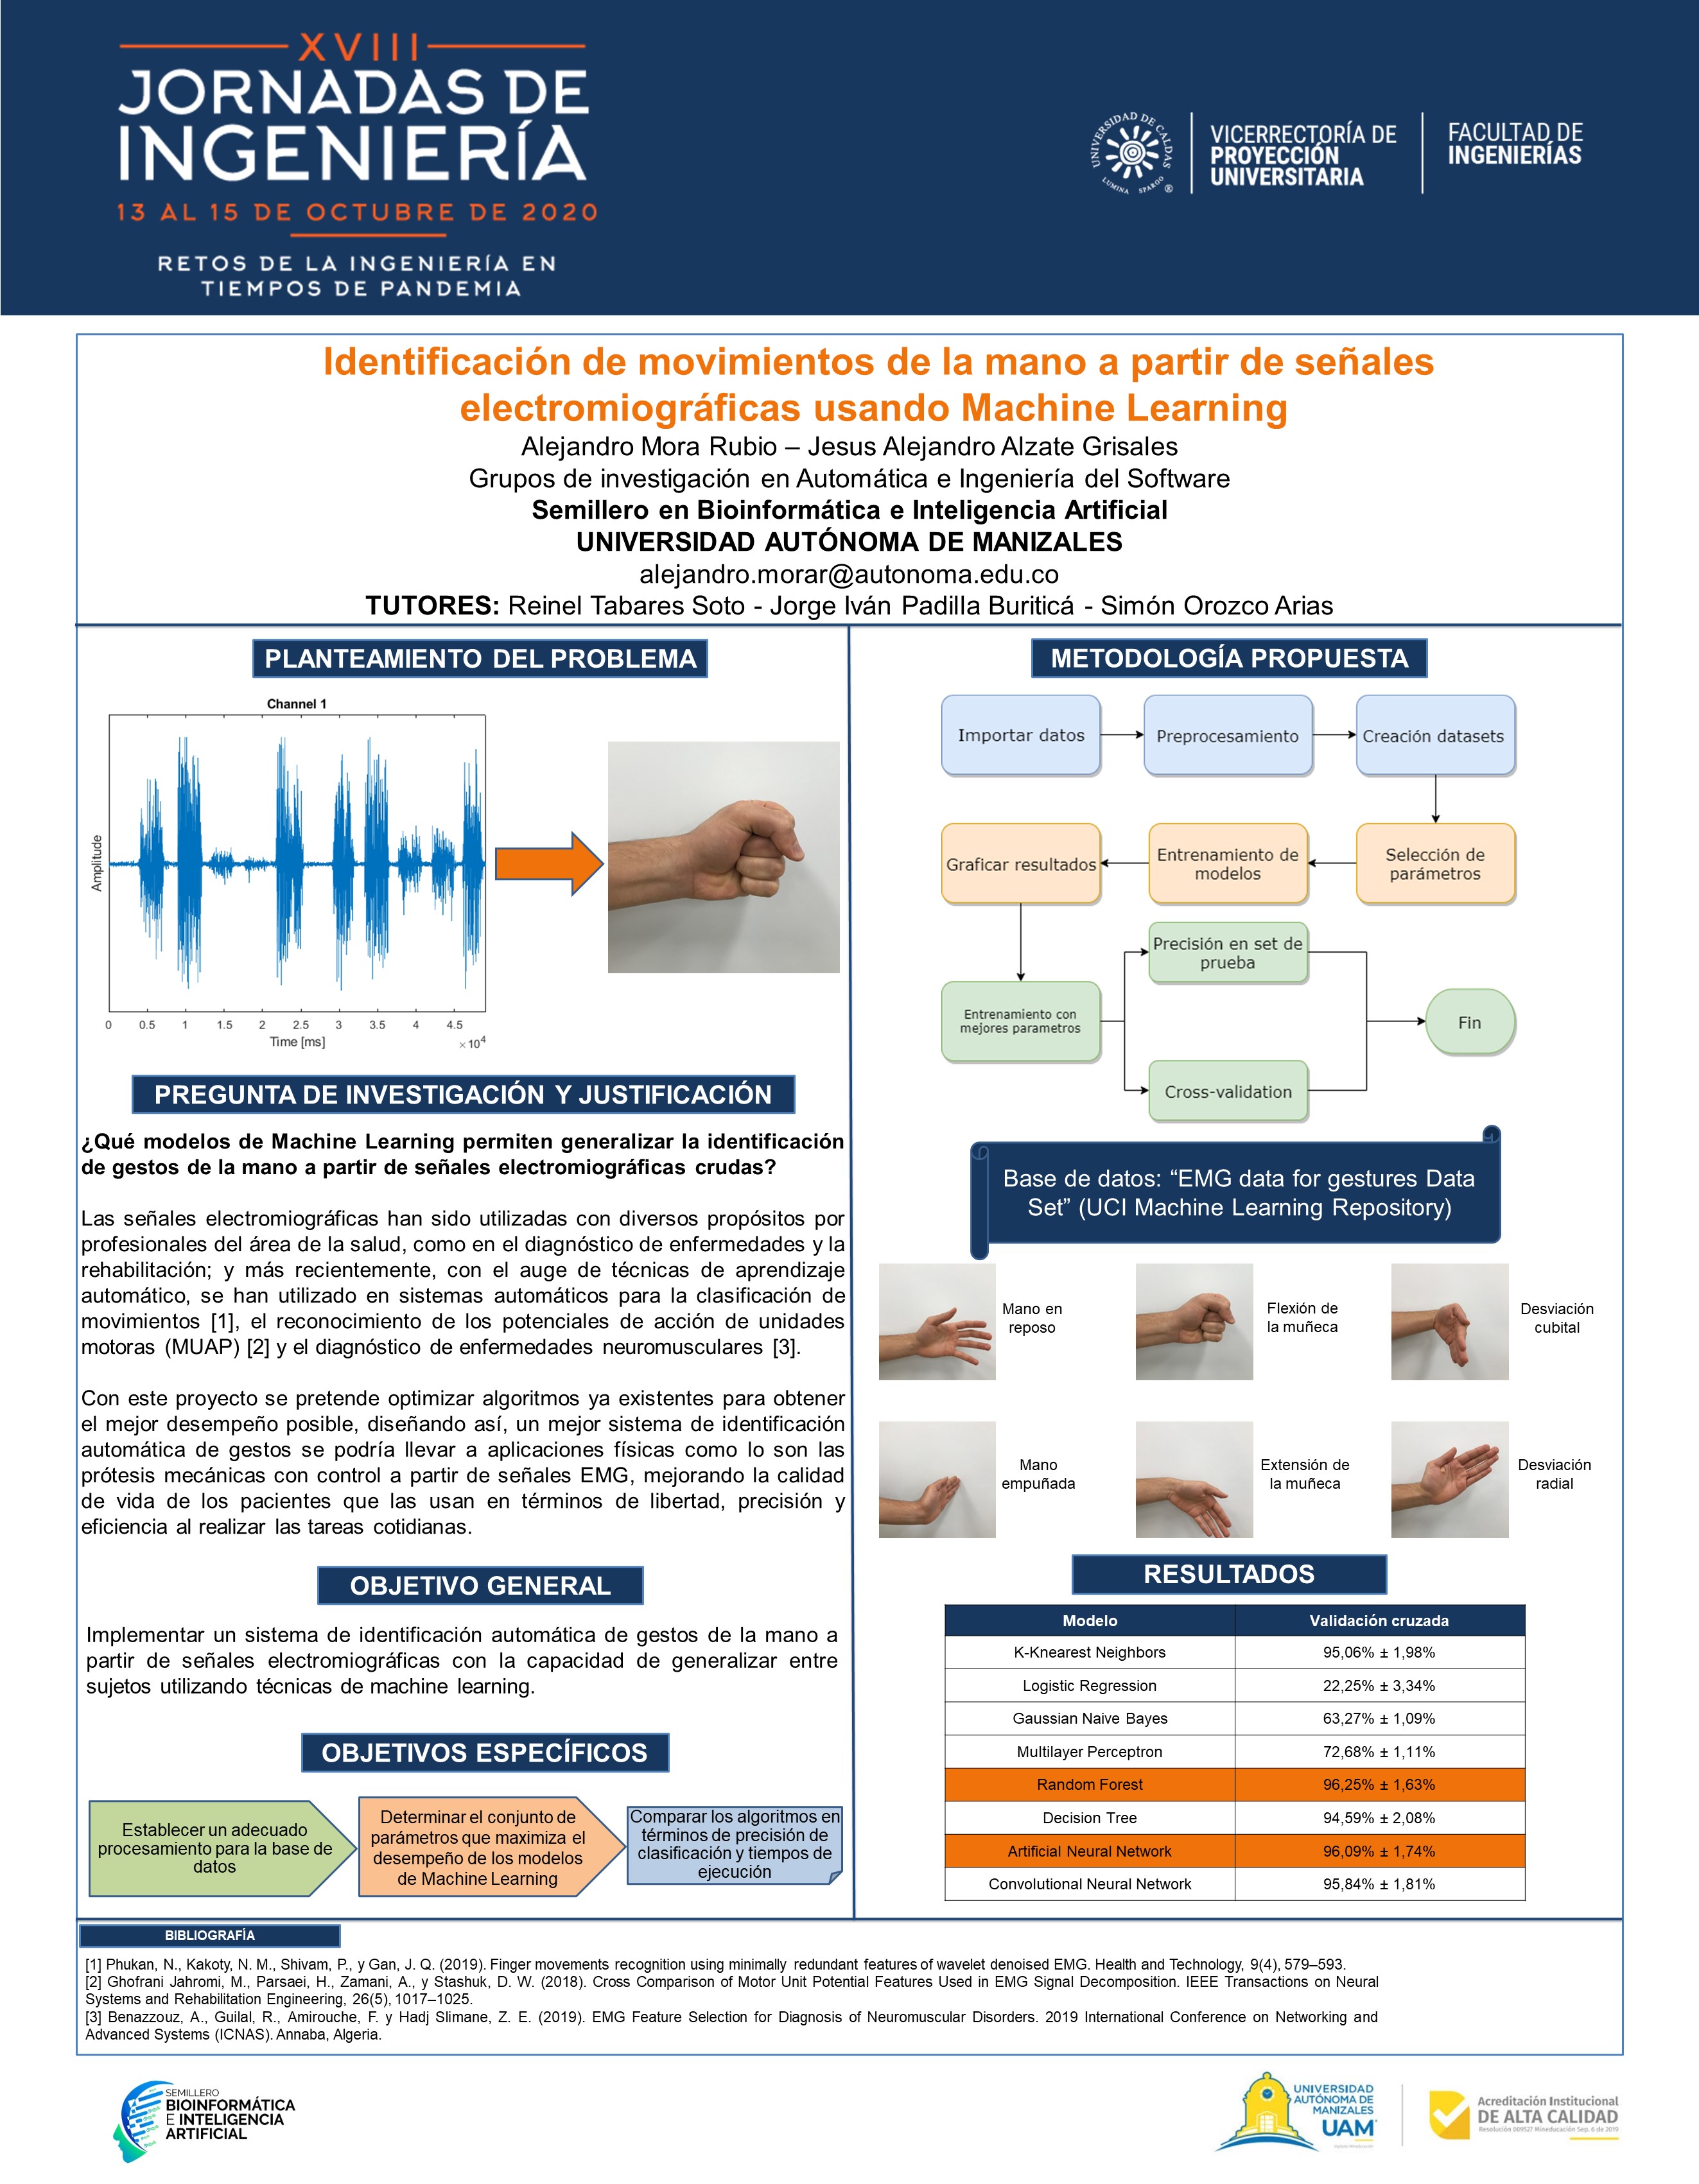 XVIII
JORNADAS DE
INGENIERÍA
13 AL 15 DE OCTUBRE DE 2020
RETOS DE LA INGENIERÍA EN
TIEMPOS DE PANDEMIA
UNIVERSIDAD DE CALDAS
LUMINA SPARGO
®
VICERRECTORÍA DE
PROYECCIÓN
UNIVERSITARIA
FACULTAD DE
INGENIERÍAS
Identificación de movimientos de la mano a partir de señales
electromiográficas usando Machine Learning
Alejandro Mora Rubio – Jesus Alejandro Alzate Grisales
Grupos de investigación en Automática e Ingeniería del Software
Semillero en Bioinformática e Inteligencia Artificial
UNIVERSIDAD AUTÓNOMA DE MANIZALES
alejandro.morar@autonoma.edu.co
TUTORES: Reinel Tabares Soto - Jorge Iván Padilla Buriticá - Simón Orozco Arias
PLANTEAMIENTO DEL PROBLEMA
Channel 1
Amplitude
0 0.5 1 1.5 2 2.5 3 3.5 4 4.5
Time [ms]
×10⁴
PREGUNTA DE INVESTIGACIÓN Y JUSTIFICACIÓN
¿Qué modelos de Machine Learning permiten generalizar la identificación
de gestos de la mano a partir de señales electromiográficas crudas?
Las señales electromiográficas han sido utilizadas con diversos propósitos por
profesionales del área de la salud, como en el diagnóstico de enfermedades y la
rehabilitación; y más recientemente, con el auge de técnicas de aprendizaje
automático, se han utilizado en sistemas automáticos para la clasificación de
movimientos [1], el reconocimiento de los potenciales de acción de unidades
motoras (MUAP) [2] y el diagnóstico de enfermedades neuromusculares [3].
Con este proyecto se pretende optimizar algoritmos ya existentes para obtener
el mejor desempeño posible, diseñando así, un mejor sistema de identificación
automática de gestos se podría llevar a aplicaciones físicas como lo son las
prótesis mecánicas con control a partir de señales EMG, mejorando la calidad
de vida de los pacientes que las usan en términos de libertad, precisión y
eficiencia al realizar las tareas cotidianas.
OBJETIVO GENERAL
Implementar un sistema de identificación automática de gestos de la mano a
partir de señales electromiográficas con la capacidad de generalizar entre
sujetos utilizando técnicas de machine learning.
OBJETIVOS ESPECÍFICOS
Establecer un adecuado
procesamiento para la base de
datos
Determinar el conjunto de
parámetros que maximiza el
desempeño de los modelos
de Machine Learning
Comparar los algoritmos en
términos de precisión de
clasificación y tiempos de
ejecución
METODOLOGÍA PROPUESTA
Importar datos
Preprocesamiento
Creación datasets
Graficar resultados
Entrenamiento de
modelos
Selección de
parámetros
Precisión en set de
prueba
Entrenamiento con
mejores parametros
Fin
Cross-validation
Base de datos: “EMG data for gestures Data
Set” (UCI Machine Learning Repository)
Mano en
reposo
Flexión de
la muñeca
Desviación
cubital
Mano
empuñada
Extensión de
la muñeca
Desviación
radial
RESULTADOS
Modelo Validación cruzada
K-Knearest Neighbors 95,06% ± 1,98%
Logistic Regression 22,25% ± 3,34%
Gaussian Naive Bayes 63,27% ± 1,09%
Multilayer Perceptron 72,68% ± 1,11%
Random Forest 96,25% ± 1,63%
Decision Tree 94,59% ± 2,08%
Artificial Neural Network 96,09% ± 1,74%
Convolutional Neural Network 95,84% ± 1,81%
BIBLIOGRAFÍA
[1] Phukan, N., Kakoty, N. M., Shivam, P., y Gan, J. Q. (2019). Finger movements recognition using minimally redundant features of wavelet denoised EMG. Health and Technology, 9(4), 579–593.
[2] Ghofrani Jahromi, M., Parsaei, H., Zamani, A., y Stashuk, D. W. (2018). Cross Comparison of Motor Unit Potential Features Used in EMG Signal Decomposition. IEEE Transactions on Neural
Systems and Rehabilitation Engineering, 26(5), 1017–1025.
[3] Benazzouz, A., Guilal, R., Amirouche, F. y Hadj Slimane, Z. E. (2019). EMG Feature Selection for Diagnosis of Neuromuscular Disorders. 2019 International Conference on Networking and
Advanced Systems (ICNAS). Annaba, Algeria.
SEMILLERO
BIOINFORMÁTICA
E INTELIGENCIA
ARTIFICIAL
UNIVERSIDAD
AUTÓNOMA DE
MANIZALES
UAM
Acreditación Institucional
DE ALTA CALIDAD
Resolución 009527 Mineducación Sep. 6 de 2019